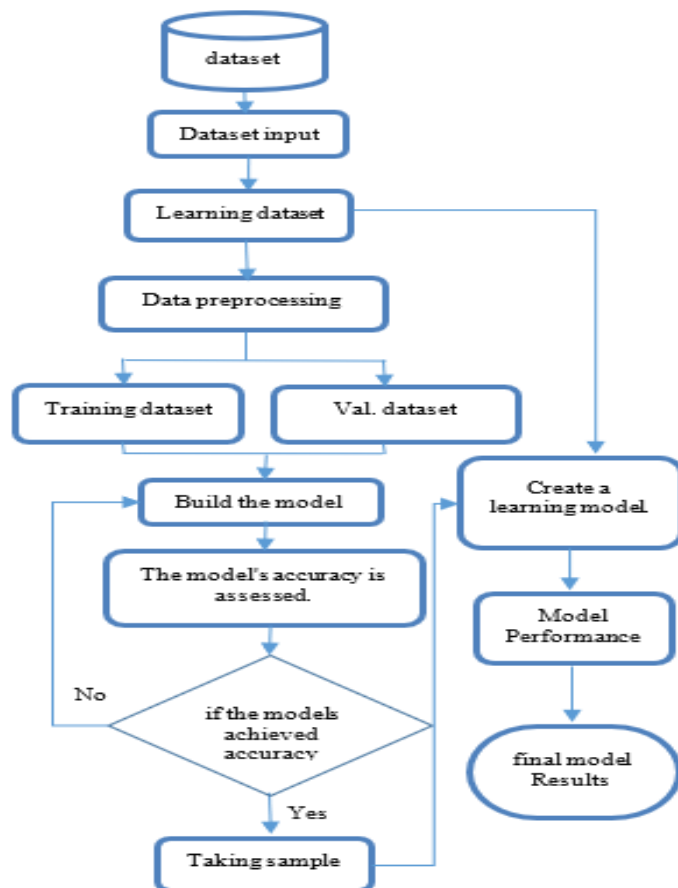 dataset
Dataset input
Learning dataset
Data preprocessing
Training dataset
Val. dataset
Build the model
The model's accuracy is
assessed.
No
if the models
achieved
accuracy
Yes
Taking sample
Create a
learning model
Model
Performance
final model
Results